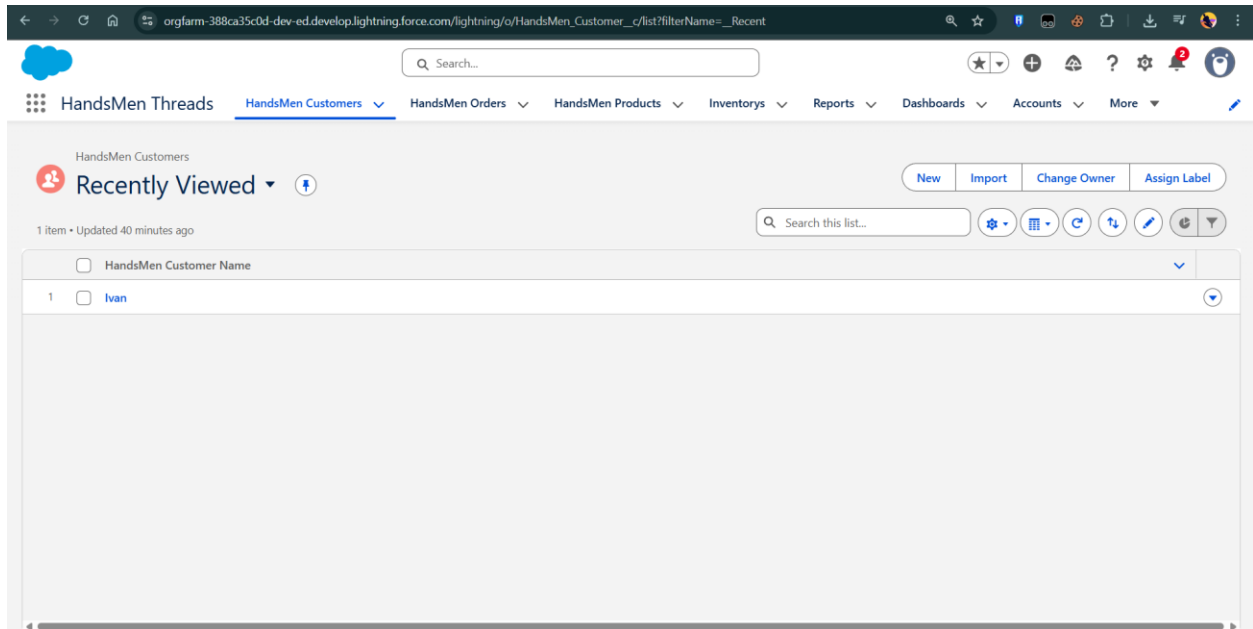 orgfarm-388ca35c0d-dev-ed.develop.lightning.force.com/lightning/o/HandsMen_Customer__c/list?filterName=__Recent
Search...
2
HandsMen Threads HandsMen Customers HandsMen Orders HandsMen Products Inventorys Reports Dashboards Accounts More
HandsMen Customers
Recently Viewed
New Import Change Owner Assign Label
1 item • Updated 40 minutes ago
Search this list...
HandsMen Customer Name
1 Ivan